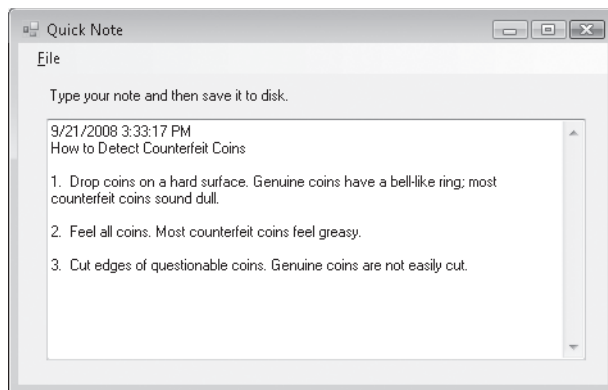 Quick Note
File
Type your note and then save it to disk.
9/21/2008 3:33:17 PM
How to Detect Counterfeit Coins
1. Drop coins on a hard surface. Genuine coins have a bell-like ring; most
counterfeit coins sound dull.
2. Feel all coins. Most counterfeit coins feel greasy.
3. Cut edges of questionable coins. Genuine coins are not easily cut.